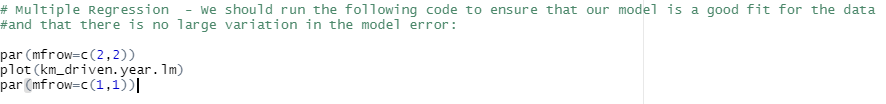 # Multiple Regression  - We should run the following code to ensure that our model is a good fit for the data
#and that there is no large variation in the model error:
par(mfrow=c(2,2))
plot(km_driven.year.lm)
par(mfrow=c(1,1))